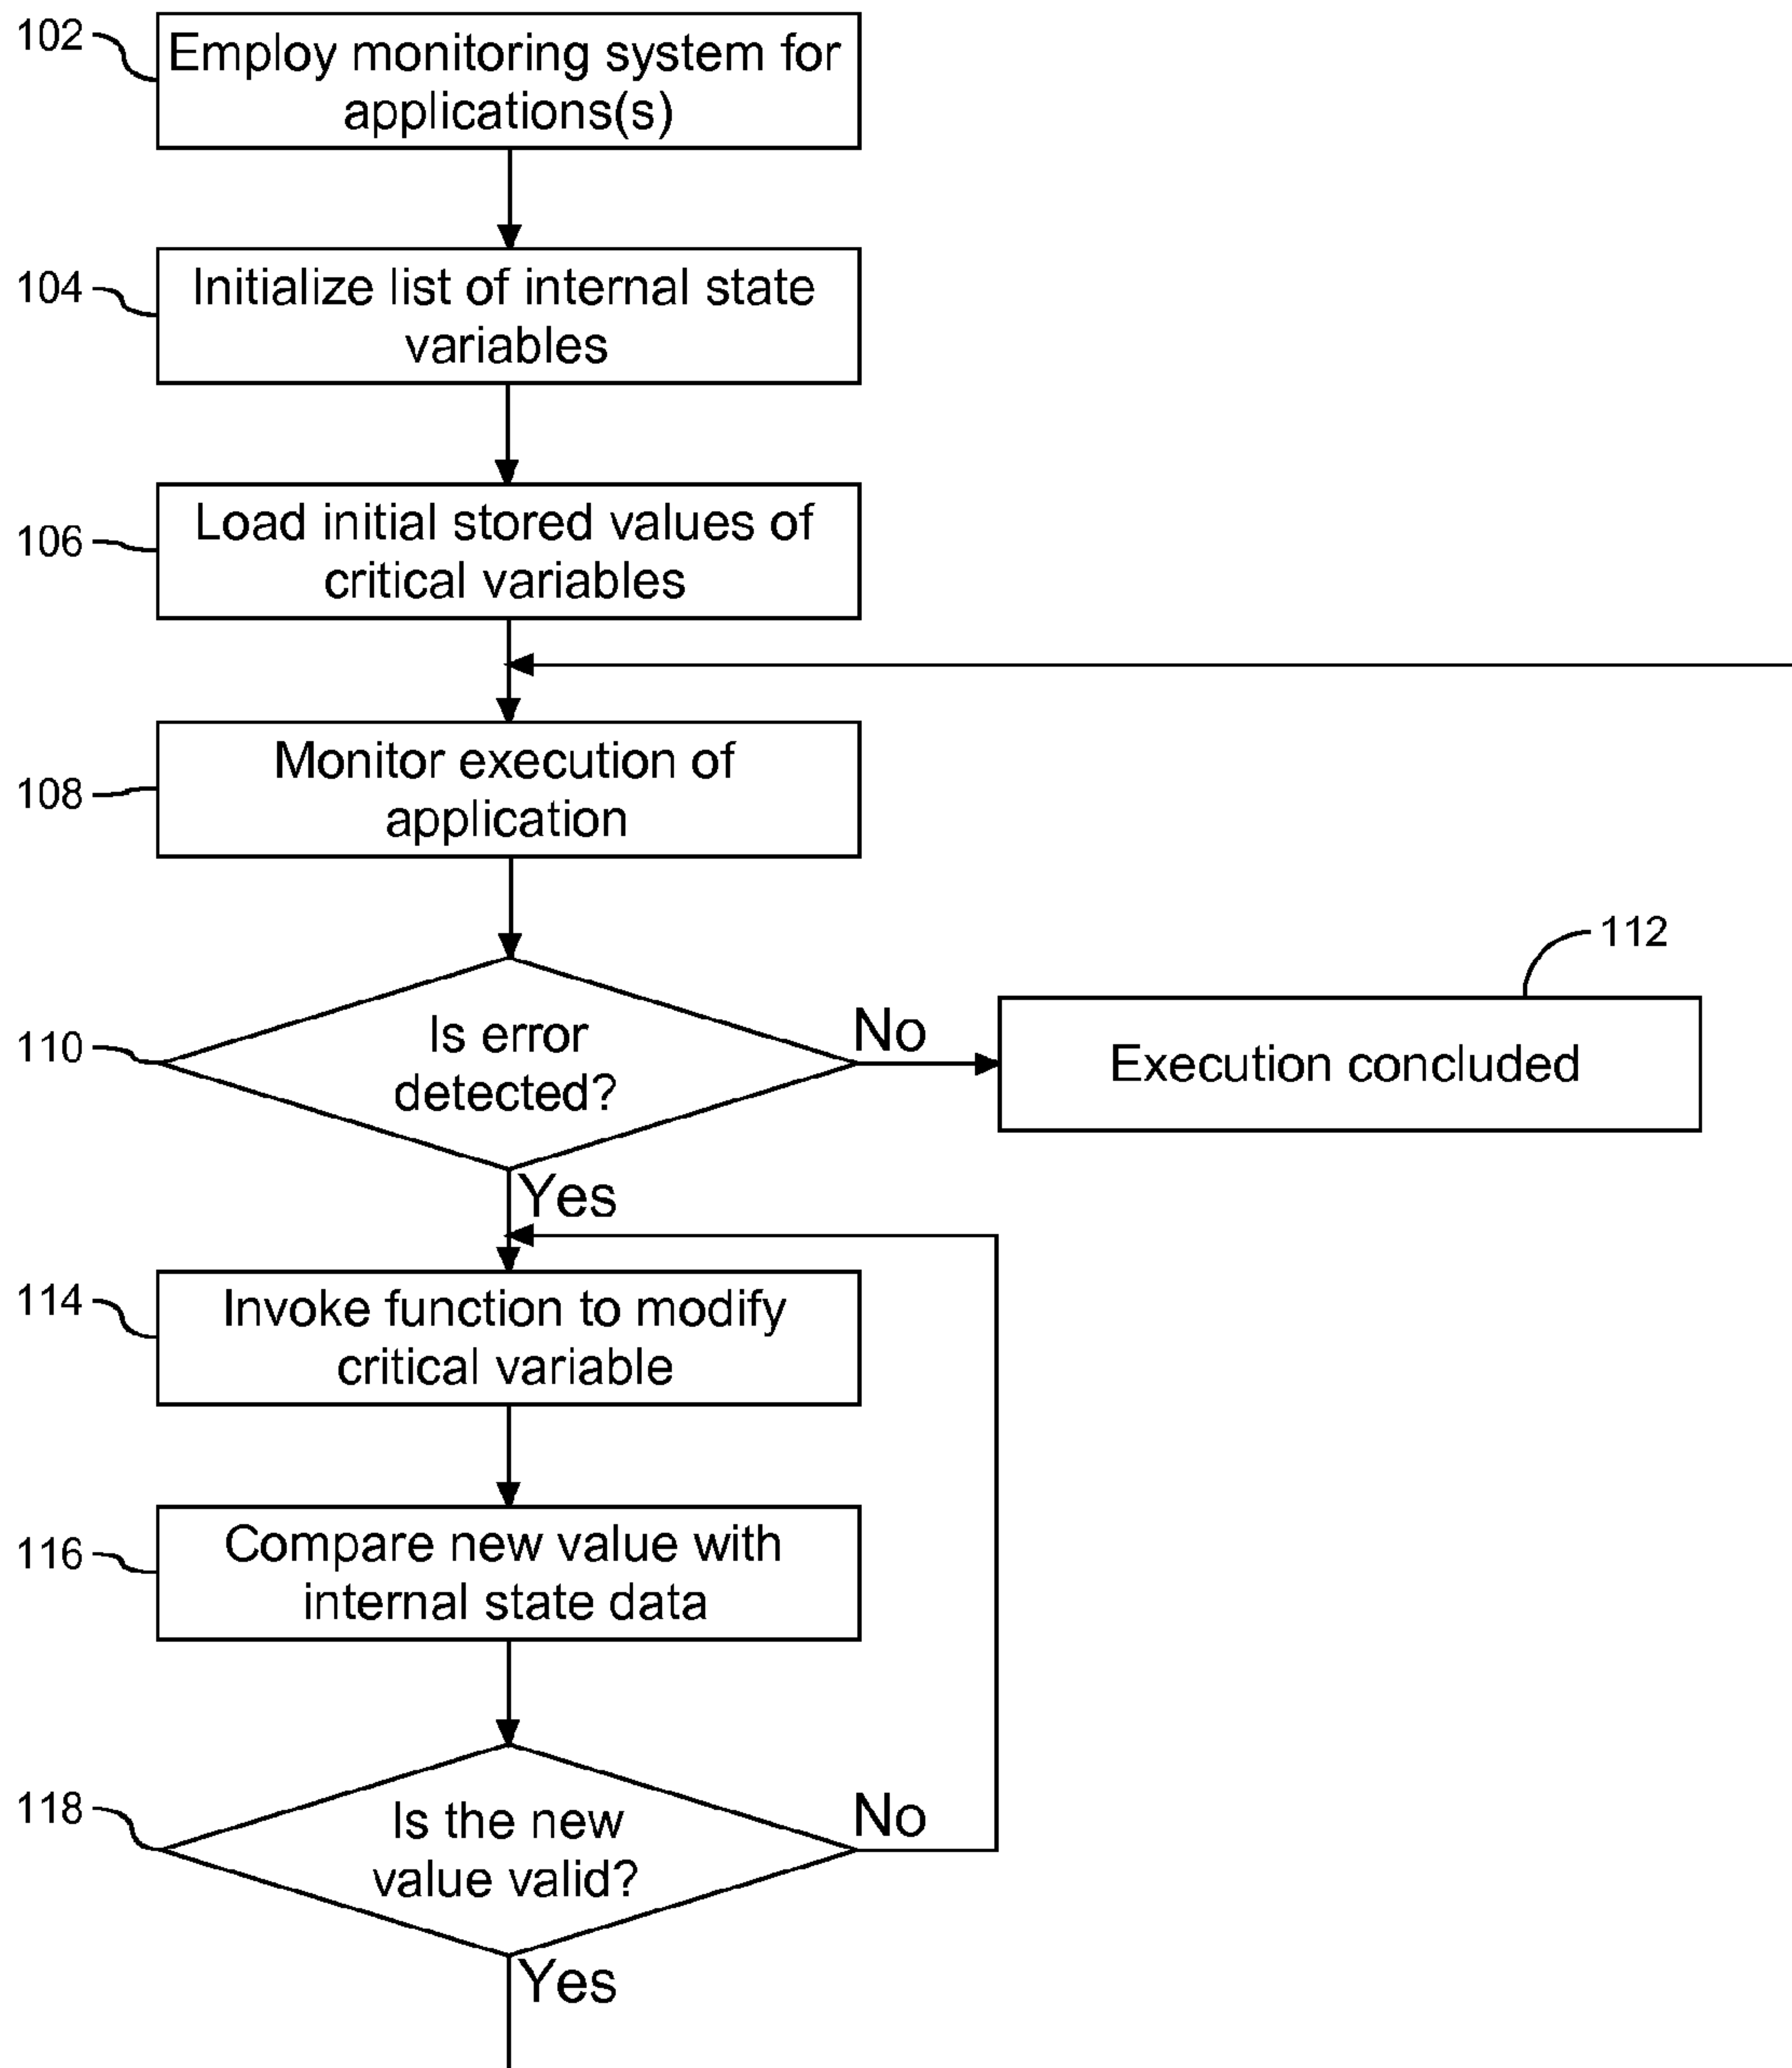 102
Employ monitoring system for
applications(s)
104
Initialize list of internal state
variables
106
Load initial stored values of
critical variables
108
Monitor execution of
application
112
110
Is error
detected?
No
Execution concluded
Yes
114
Invoke function to modify
critical variable
116
Compare new value with
internal state data
118
Is the new
value valid?
No
Yes